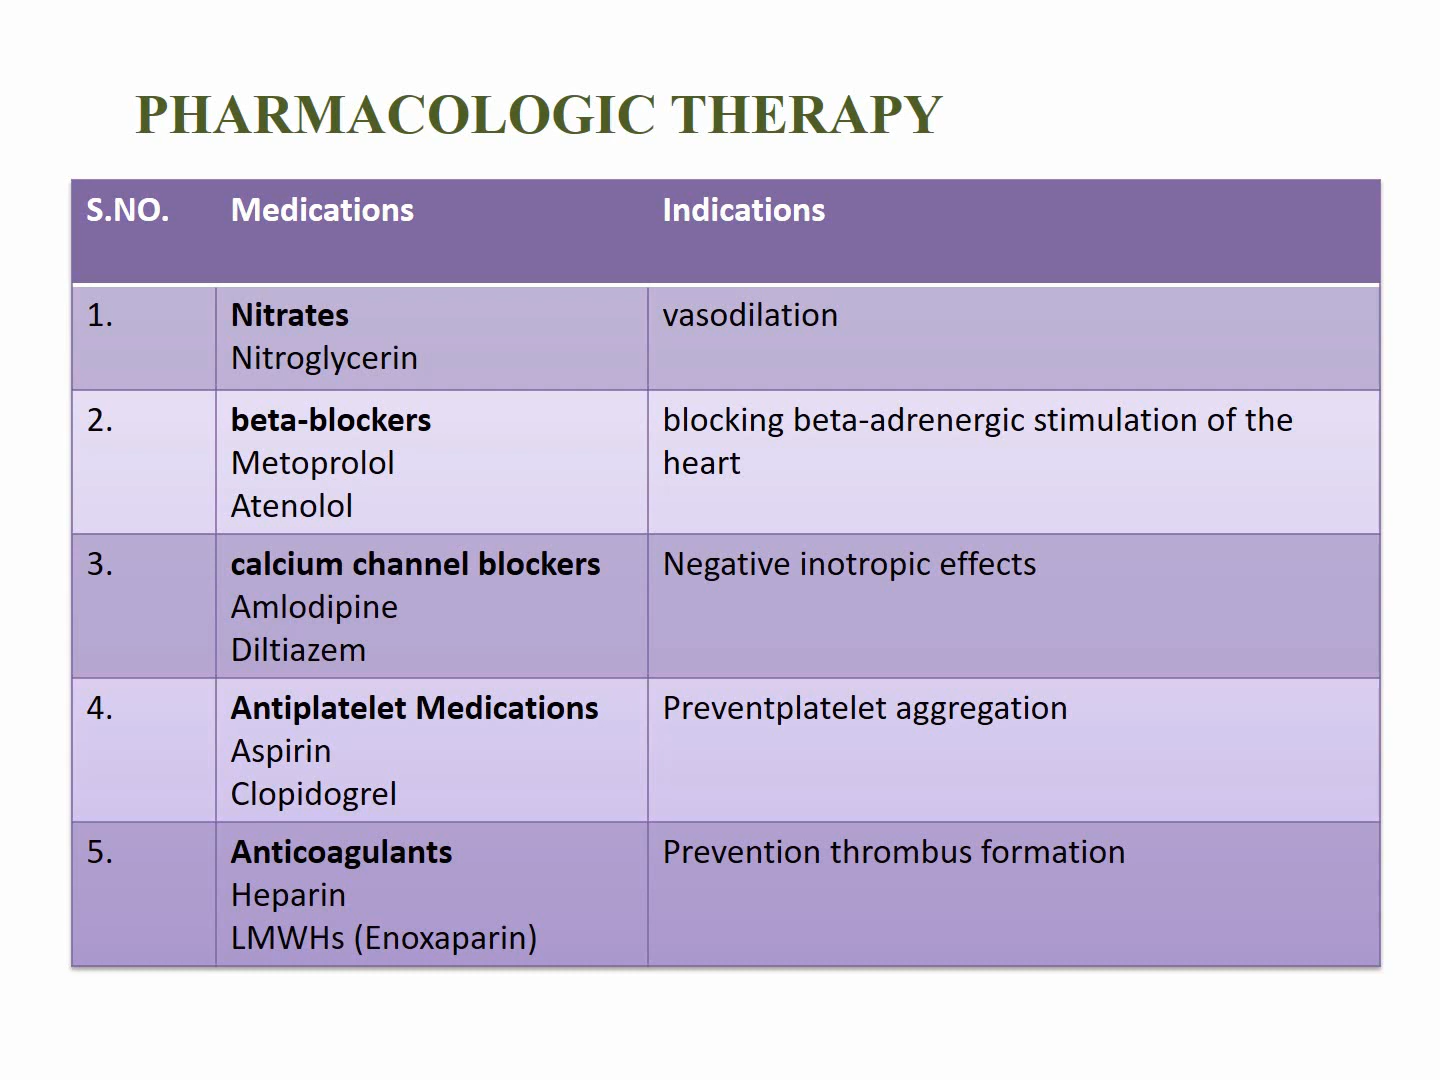 PHARMACOLOGIC THERAPY
S.NO. Medications Indications
1. Nitrates vasodilation
Nitroglycerin
2. beta-blockers blocking beta-adrenergic stimulation of the
Metoprolol heart
Atenolol
3. calcium channel blockers Negative inotropic effects
Amlodipine
Diltiazem
4. Antiplatelet Medications Preventplatelet aggregation
Aspirin
Clopidogrel
5. Anticoagulants Prevention thrombus formation
Heparin
LMWHs (Enoxaparin)